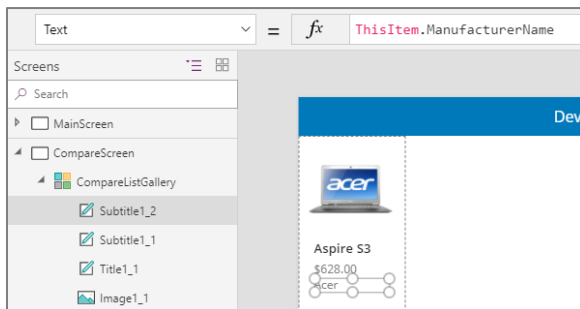 Text = fx ThisItem.ManufacturerName
Screens
Search
MainScreen
CompareScreen
CompareListGallery
Subtitle1_2
Subtitle1_1
Title1_1
Image1_1
Dev
acer
Aspire S3
$628.00
Acer